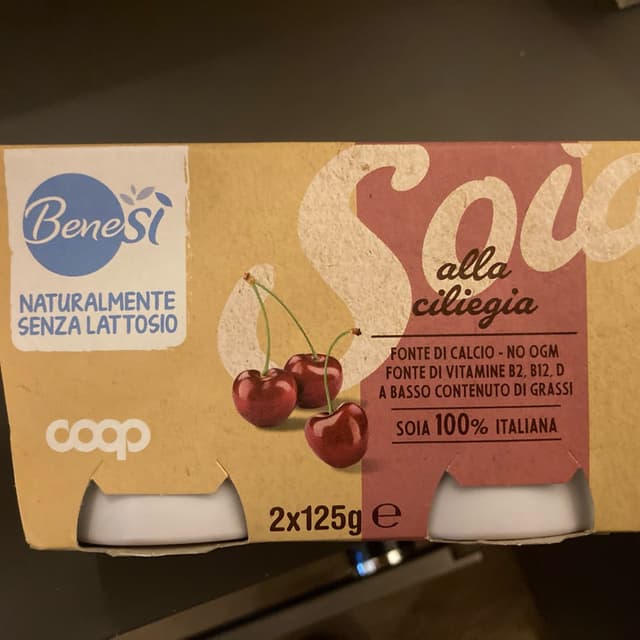 BeneSì
NATURALMENTE
SENZA LATTOSIO
coop
Soia
alla
ciliegia
FONTE DI CALCIO - NO OGM
FONTE DI VITAMINE B2, B12, D
A BASSO CONTENUTO DI GRASSI
SOIA 100% ITALIANA
2x125g ℮